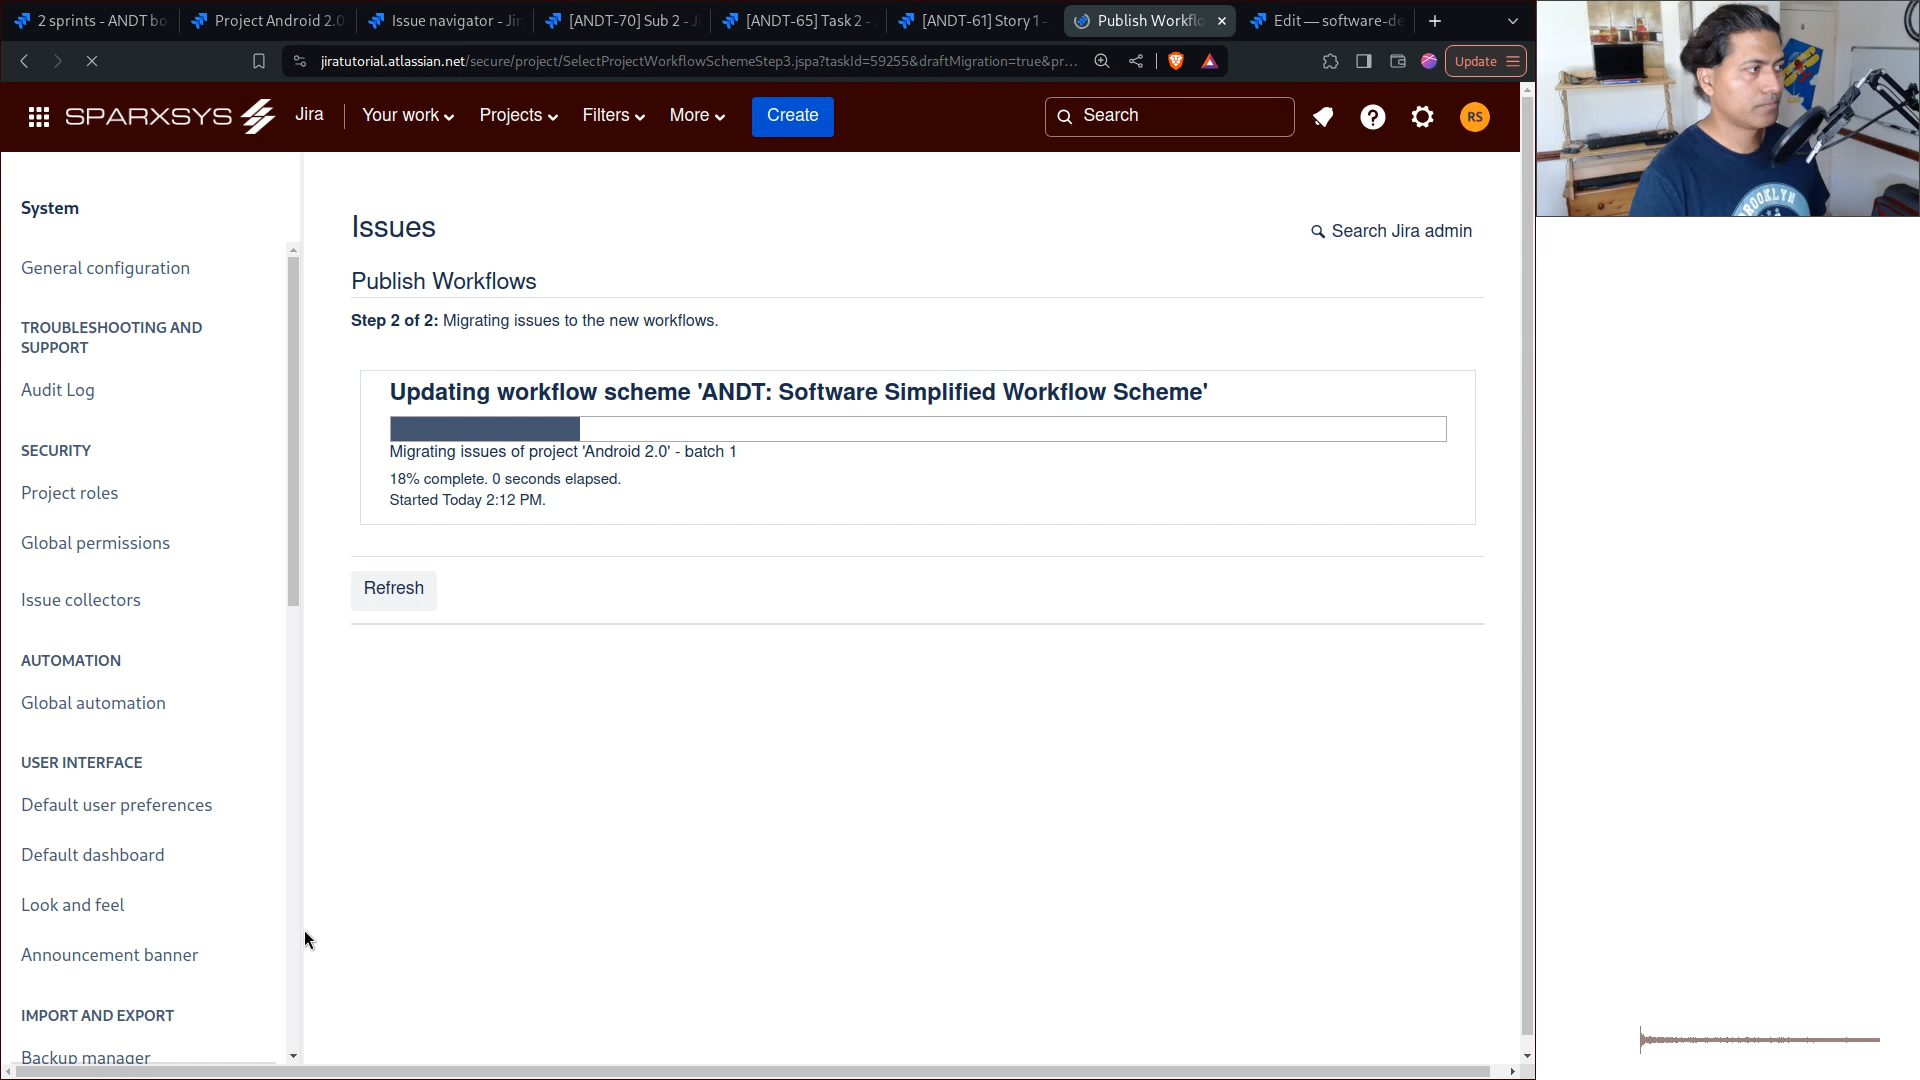 2 sprints - ANDT bo
Project Android 2.0
Issue navigator - Jir
[ANDT-70] Sub 2 - J
[ANDT-65] Task 2 -
[ANDT-61] Story 1 -
Publish Workflo
Edit — software-de
jiratutorial.atlassian.net/secure/project/SelectProjectWorkflowSchemeStep3.jspa?taskId=59255&draftMigration=true&pr...
Update
SPARXSYS
Jira
Your work
Projects
Filters
More
Create
Search
RS
System
General configuration
TROUBLESHOOTING AND
SUPPORT
Audit Log
SECURITY
Project roles
Global permissions
Issue collectors
AUTOMATION
Global automation
USER INTERFACE
Default user preferences
Default dashboard
Look and feel
Announcement banner
IMPORT AND EXPORT
Backup manager
Issues
Search Jira admin
Publish Workflows
Step 2 of 2: Migrating issues to the new workflows.
Updating workflow scheme 'ANDT: Software Simplified Workflow Scheme'
Migrating issues of project 'Android 2.0' - batch 1
18% complete. 0 seconds elapsed.
Started Today 2:12 PM.
Refresh
BROOKLYN